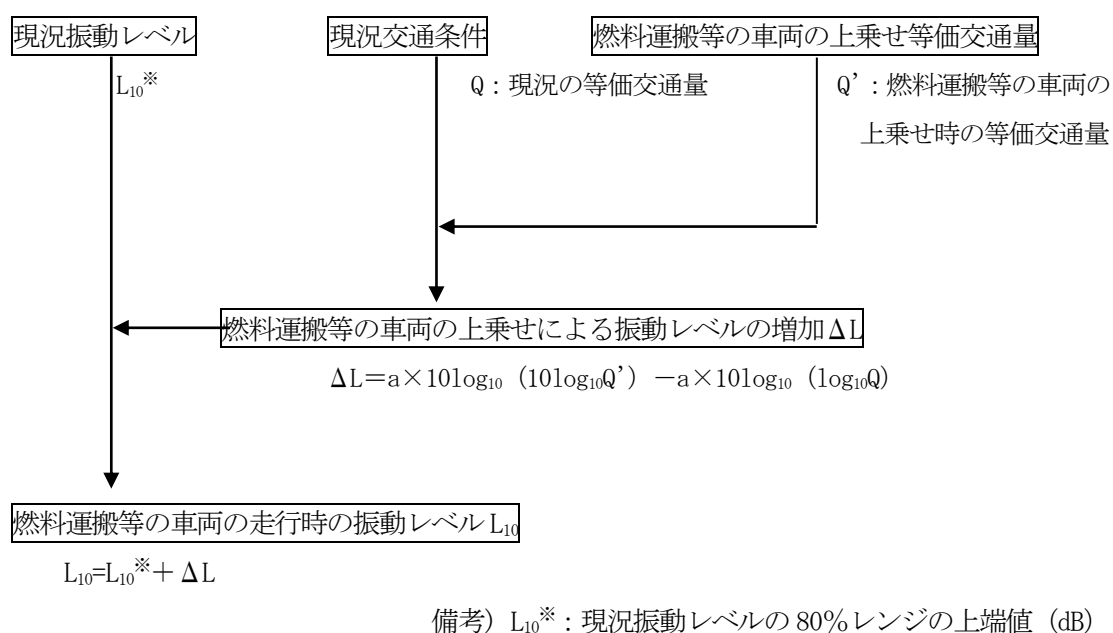 現況振動レベル 現況交通条件 燃料運搬等の車両の上乗せ等価交通量
L₁₀※ Q：現況の等価交通量 Q’：燃料運搬等の車両の
上乗せ時の等価交通量
燃料運搬等の車両の上乗せによる振動レベルの増加ΔL
ΔL＝a×10log₁₀（10log₁₀Q’）－a×10log₁₀（log₁₀Q）
燃料運搬等の車両の走行時の振動レベルL₁₀
L₁₀=L₁₀※＋ΔL
備考）L₁₀※：現況振動レベルの80％レンジの上端値（dB）